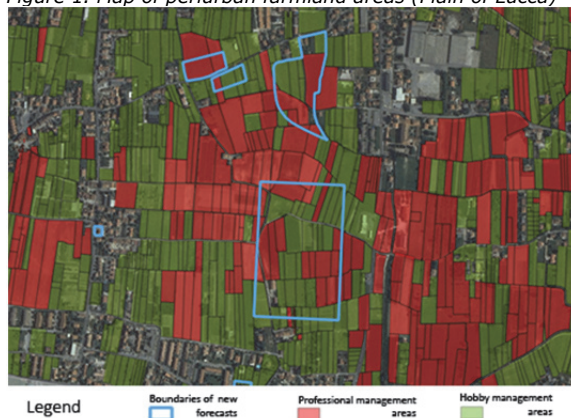 Figure 1. Map of periurban farmland areas (Plain of Lucca)
Legend
Boundaries of new
forecasts
Professional management
areas
Hobby management
areas